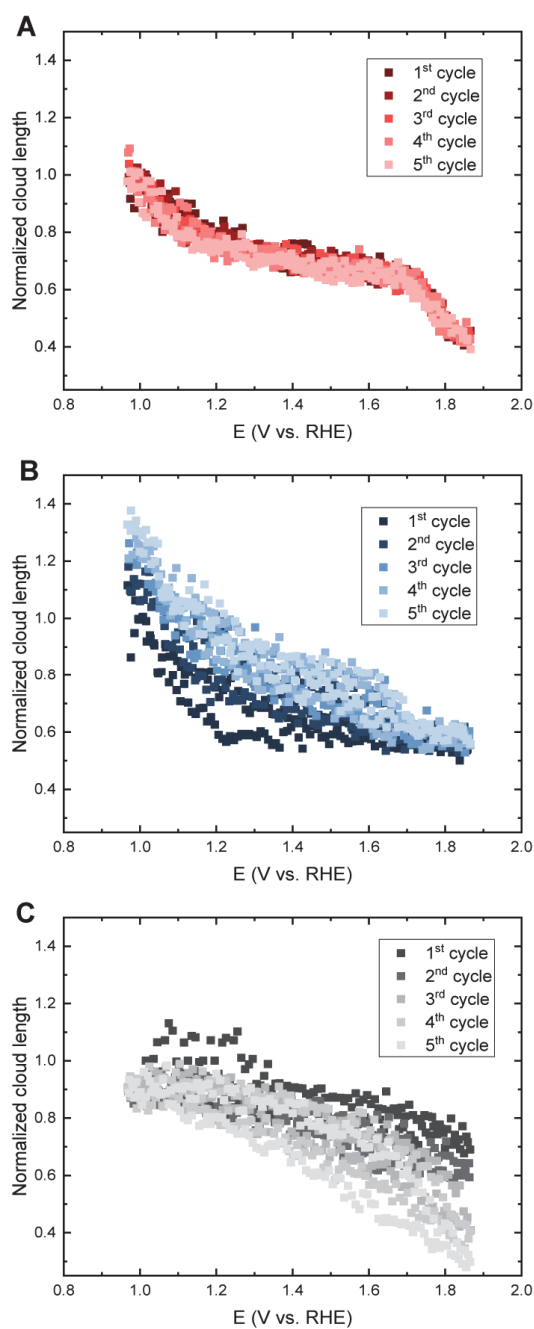 A
Normalized cloud length
1.4
1.2
1.0
0.8
0.6
0.4
1st cycle
2nd cycle
3rd cycle
4th cycle
5th cycle
0.8 1.0 1.2 1.4 1.6 1.8 2.0
E (V vs. RHE)
B
Normalized cloud length
1.4
1.2
1.0
0.8
0.6
0.4
1st cycle
2nd cycle
3rd cycle
4th cycle
5th cycle
0.8 1.0 1.2 1.4 1.6 1.8 2.0
E (V vs. RHE)
C
Normalized cloud length
1.4
1.2
1.0
0.8
0.6
0.4
1st cycle
2nd cycle
3rd cycle
4th cycle
5th cycle
0.8 1.0 1.2 1.4 1.6 1.8 2.0
E (V vs. RHE)